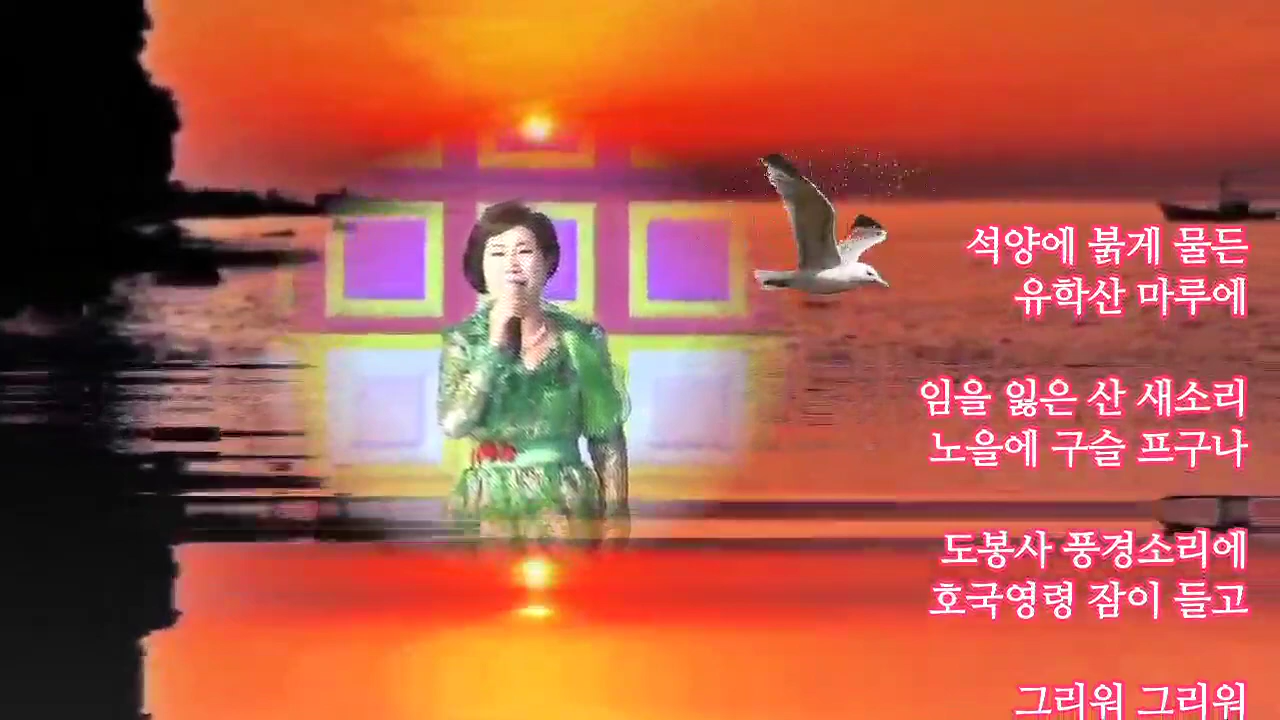 석양에 붉게 물든
유학산 마루에
임을 잃은 산 새소리
노을에 구슬 프구나
도봉사 풍경소리에
호국영령 잠이 들고
그리워 그리워